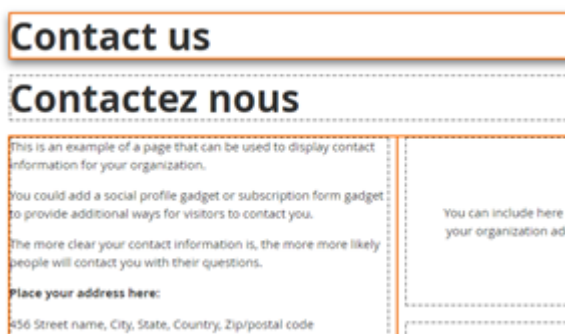 Contact us
Contactez nous
This is an example of a page that can be used to display contact
information for your organization.
You could add a social profile gadget or subscription form gadget
to provide additional ways for visitors to contact you.
The more clear your contact information is, the more more likely
people will contact you with their questions.
Place your address here:
456 Street name, City, State, Country, Zip/postal code
You can include here
your organization ad